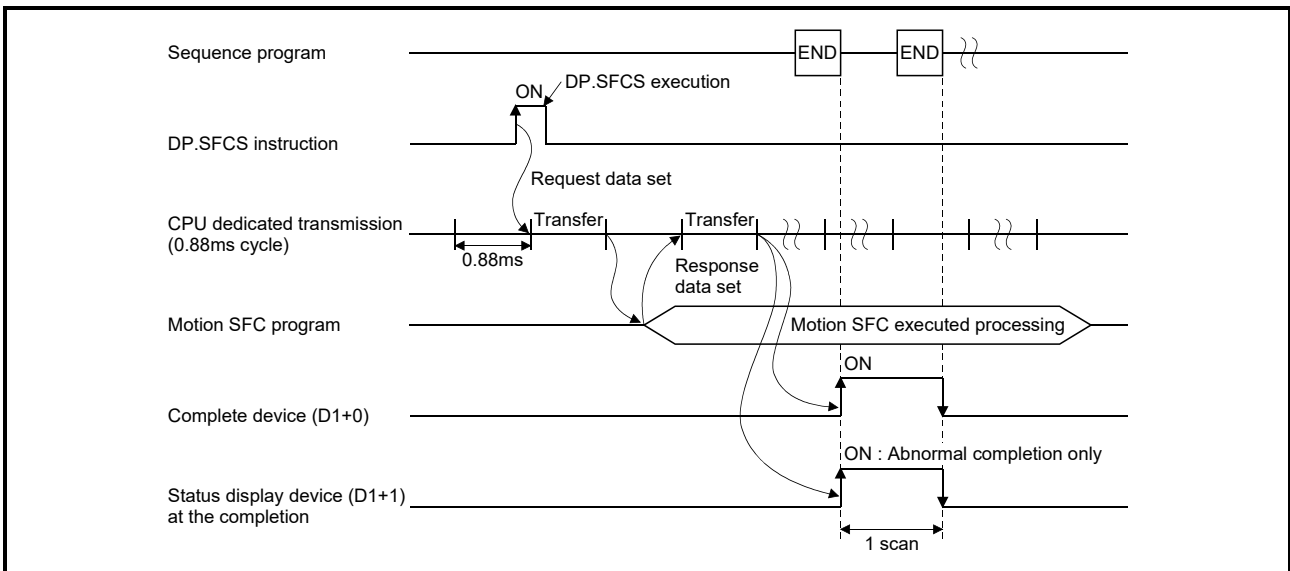 Sequence program
END
END
ON
DP.SFCS execution
DP.SFCS instruction
Request data set
CPU dedicated transmission
(0.88ms cycle)
Transfer
Transfer
0.88ms
Response
data set
Motion SFC program
Motion SFC executed processing
ON
Complete device (D1+0)
ON : Abnormal completion only
Status display device (D1+1)
at the completion
1 scan